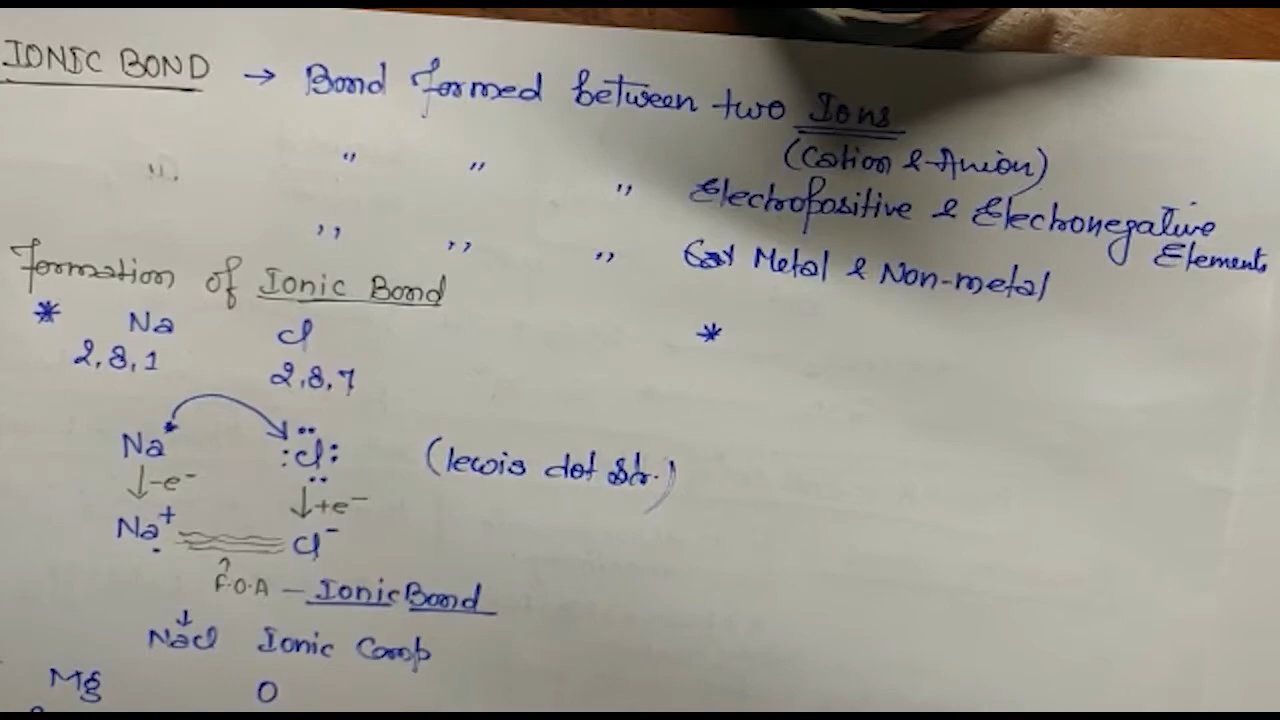 IONIC BOND → Bond formed between two Ions
(Cation & Anion)
" " " Electropositive & Electronegative
Elements
" " " Metal & Non-metal
Formation of Ionic Bond
* Na Cl *
2,8,1 2,8,7
Na :Cl: (lewis dot str.)
↓-e⁻ ↓+e⁻
Na⁺ Cl⁻
F.O.A – Ionic Bond
↓
NaCl Ionic Comp
Mg O